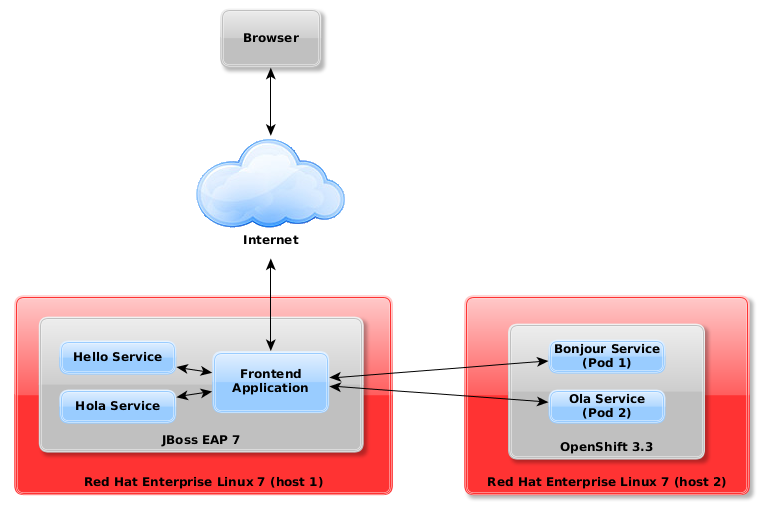 Browser
Internet
Hello Service
Hola Service
Frontend
Application
JBoss EAP 7
Red Hat Enterprise Linux 7 (host 1)
Bonjour Service
(Pod 1)
Ola Service
(Pod 2)
OpenShift 3.3
Red Hat Enterprise Linux 7 (host 2)